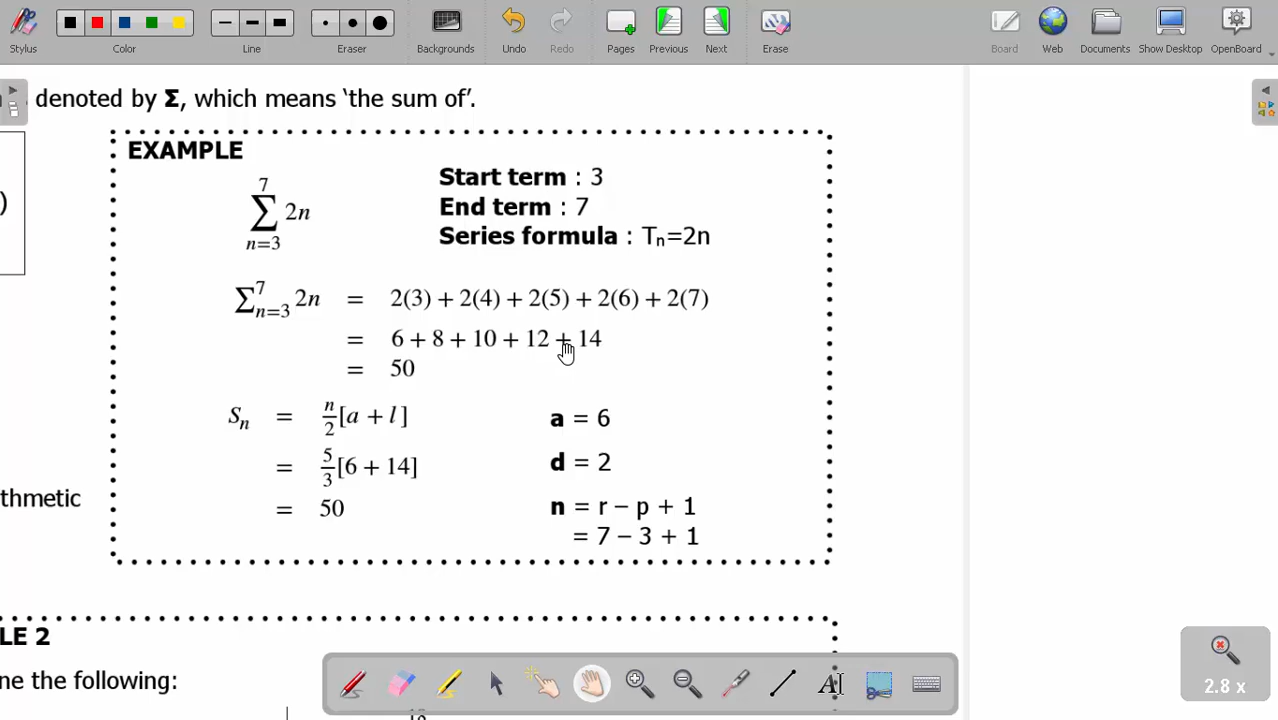 Stylus
Color
Line
Eraser
Backgrounds
Undo
Redo
Pages
Previous
Next
Erase
Board
Web
Documents
Show Desktop
OpenBoard
denoted by Σ, which means ‘the sum of’.
)
EXAMPLE
7
∑ 2n
n=3
Start term : 3
End term : 7
Series formula : Tₙ=2n
∑⁷ₙ₌₃ 2n = 2(3) + 2(4) + 2(5) + 2(6) + 2(7)
= 6 + 8 + 10 + 12 + 14
= 50
Sₙ = n/2[a + l]
= 5/3[6 + 14]
= 50
a = 6
d = 2
n = r – p + 1
= 7 – 3 + 1
thmetic
LE 2
ne the following:
2.8 x